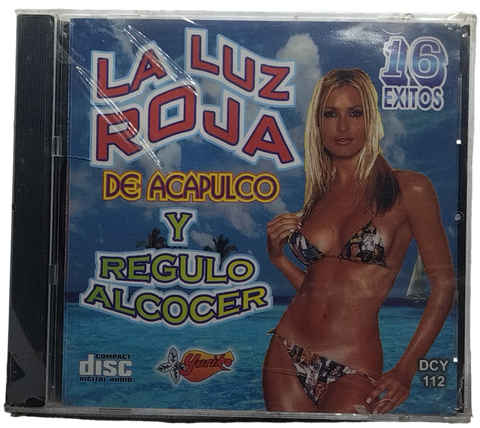 LA LUZ
ROJA
DE ACAPULCO
Y
REGULO
ALCOCER
16
EXITOS
COMPACT
disc
DIGITAL AUDIO
DCY
112